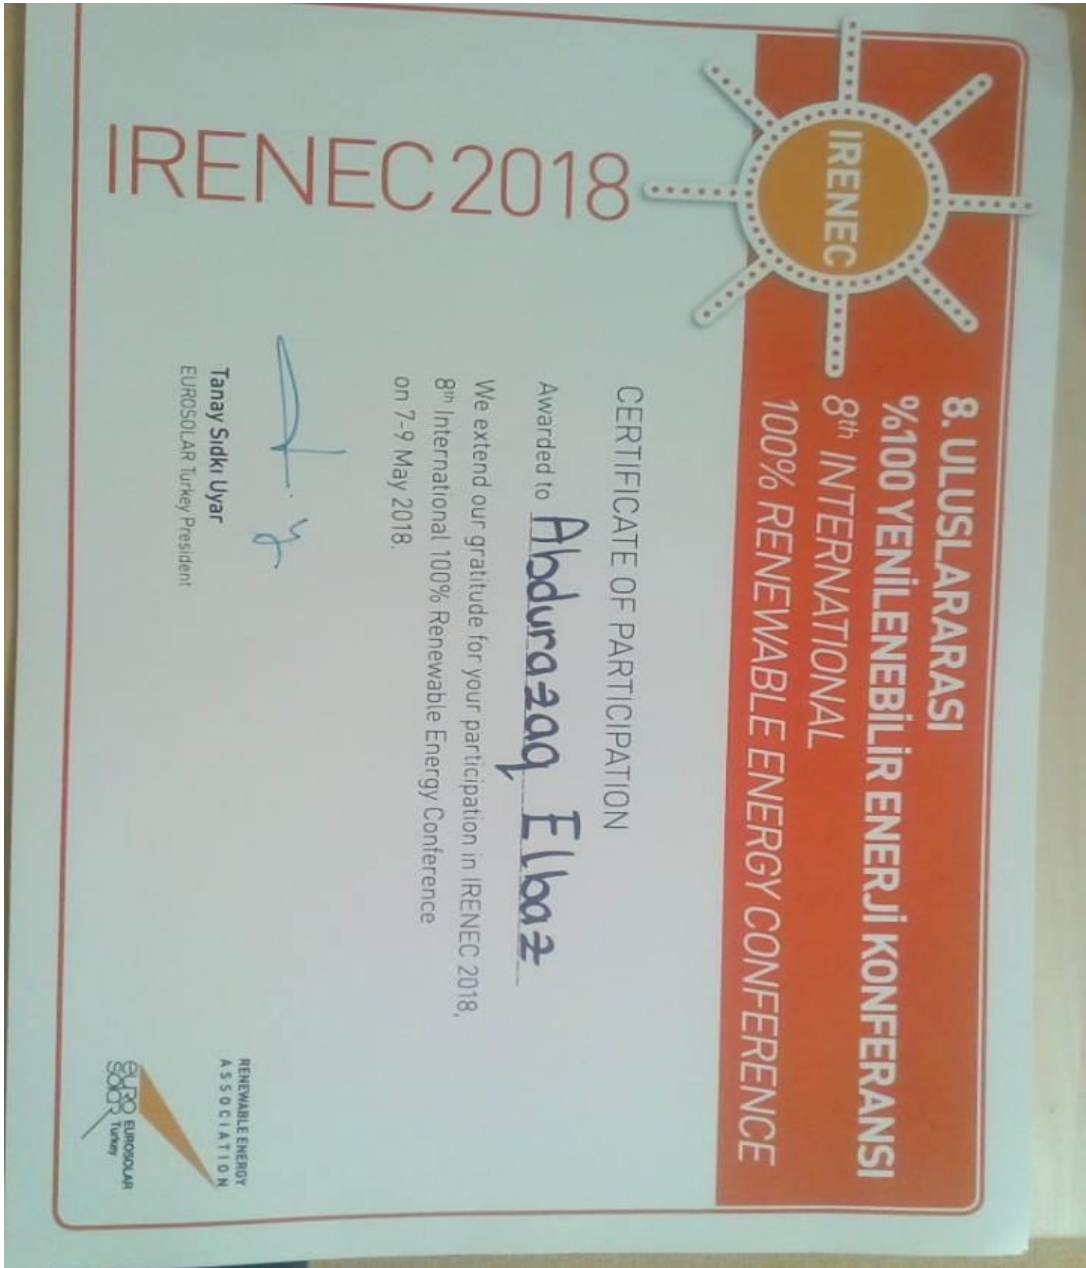 IRENEC
8. ULUSLARARASI
%100 YENİLENEBİLİR ENERJİ KONFERANSI
8th INTERNATIONAL
100% RENEWABLE ENERGY CONFERENCE
IRENEC 2018
CERTIFICATE OF PARTICIPATION
Awarded to Abdurazaq Elbaz
We extend our gratitude for your participation in IRENEC 2018,
8th International 100% Renewable Energy Conference
on 7-9 May 2018.
Tanay Sıdkı Uyar
EUROSOLAR Turkey President
RENEWABLE ENERGY
ASSOCIATION
euro EUROSOLAR
solar Turkey